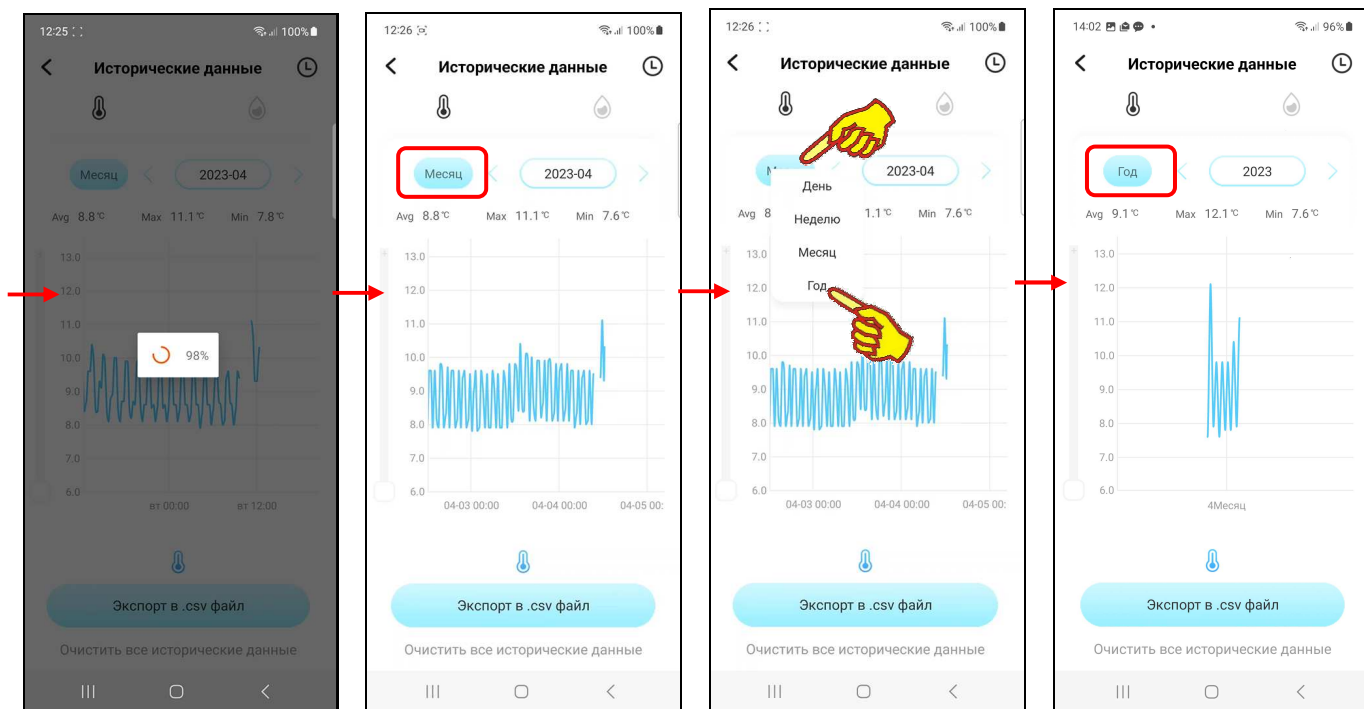 12:25 100%
Исторические данные
Месяц 2023-04
Avg 8.8℃ Max 11.1℃ Min 7.8℃
13.0
12.0
11.0
98%
10.0
9.0
8.0
7.0
6.0
вт 00:00 вт 12:00
Экспорт в .csv файл
Очистить все исторические данные
12:26 100%
Исторические данные
Месяц 2023-04
Avg 8.8℃ Max 11.1℃ Min 7.6℃
13.0
12.0
11.0
10.0
9.0
8.0
7.0
6.0
04-03 00:00 04-04 00:00 04-05 00:
Экспорт в .csv файл
Очистить все исторические данные
12:26 100%
Исторические данные
2023-04
День
Avg 8 1.1℃ Min 7.6℃
Неделю
Месяц
13.0
Год
12.0
11.0
10.0
9.0
8.0
7.0
6.0
04-03 00:00 04-04 00:00 04-05 00:
Экспорт в .csv файл
Очистить все исторические данные
14:02 96%
Исторические данные
Год 2023
Avg 9.1℃ Max 12.1℃ Min 7.6℃
13.0
12.0
11.0
10.0
9.0
8.0
7.0
6.0
4Месяц
Экспорт в .csv файл
Очистить все исторические данные